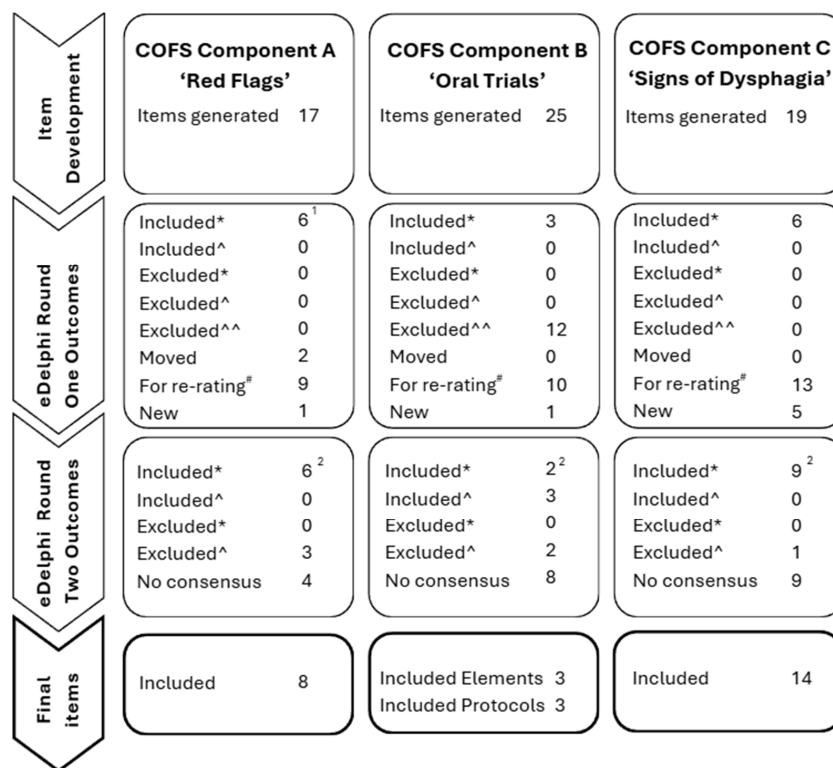 Item
Development
COFS Component A
‘Red Flags’
Items generated 17
COFS Component B
‘Oral Trials’
Items generated 25
COFS Component C
‘Signs of Dysphagia’
Items generated 19
eDelphi Round
One Outcomes
Included* 6 1
Included^ 0
Excluded* 0
Excluded^ 0
Excluded^^ 0
Moved 2
For re-rating# 9
New 1
Included* 3
Included^ 0
Excluded* 0
Excluded^ 0
Excluded^^ 12
Moved 0
For re-rating# 10
New 1
Included* 6
Included^ 0
Excluded* 0
Excluded^ 0
Excluded^^ 0
Moved 0
For re-rating# 13
New 5
eDelphi Round
Two Outcomes
Included* 6 2
Included^ 0
Excluded* 0
Excluded^ 3
No consensus 4
Included* 2 2
Included^ 3
Excluded* 0
Excluded^ 2
No consensus 8
Included* 9 2
Included^ 0
Excluded* 0
Excluded^ 1
No consensus 9
Final
items
Included 8
Included Elements 3
Included Protocols 3
Included 14